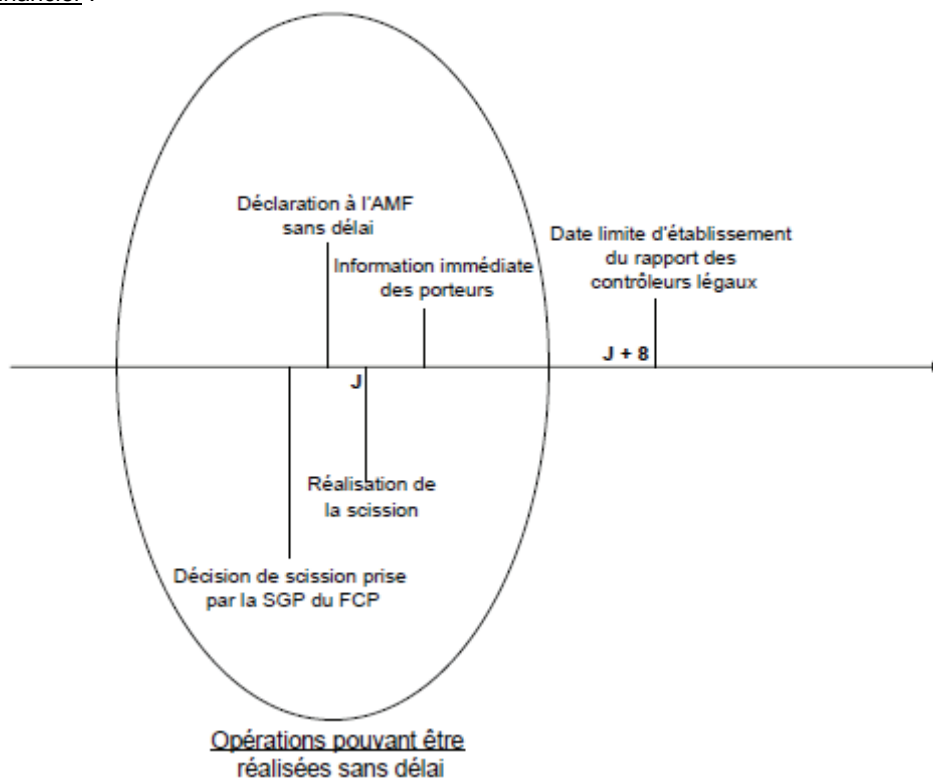 financier :
Déclaration à l'AMF
sans délai
Information immédiate
des porteurs
Date limite d'établissement
du rapport des
contrôleurs légaux
J + 8
J
Réalisation de
la scission
Décision de scission prise
par la SGP du FCP
Opérations pouvant être
réalisées sans délai